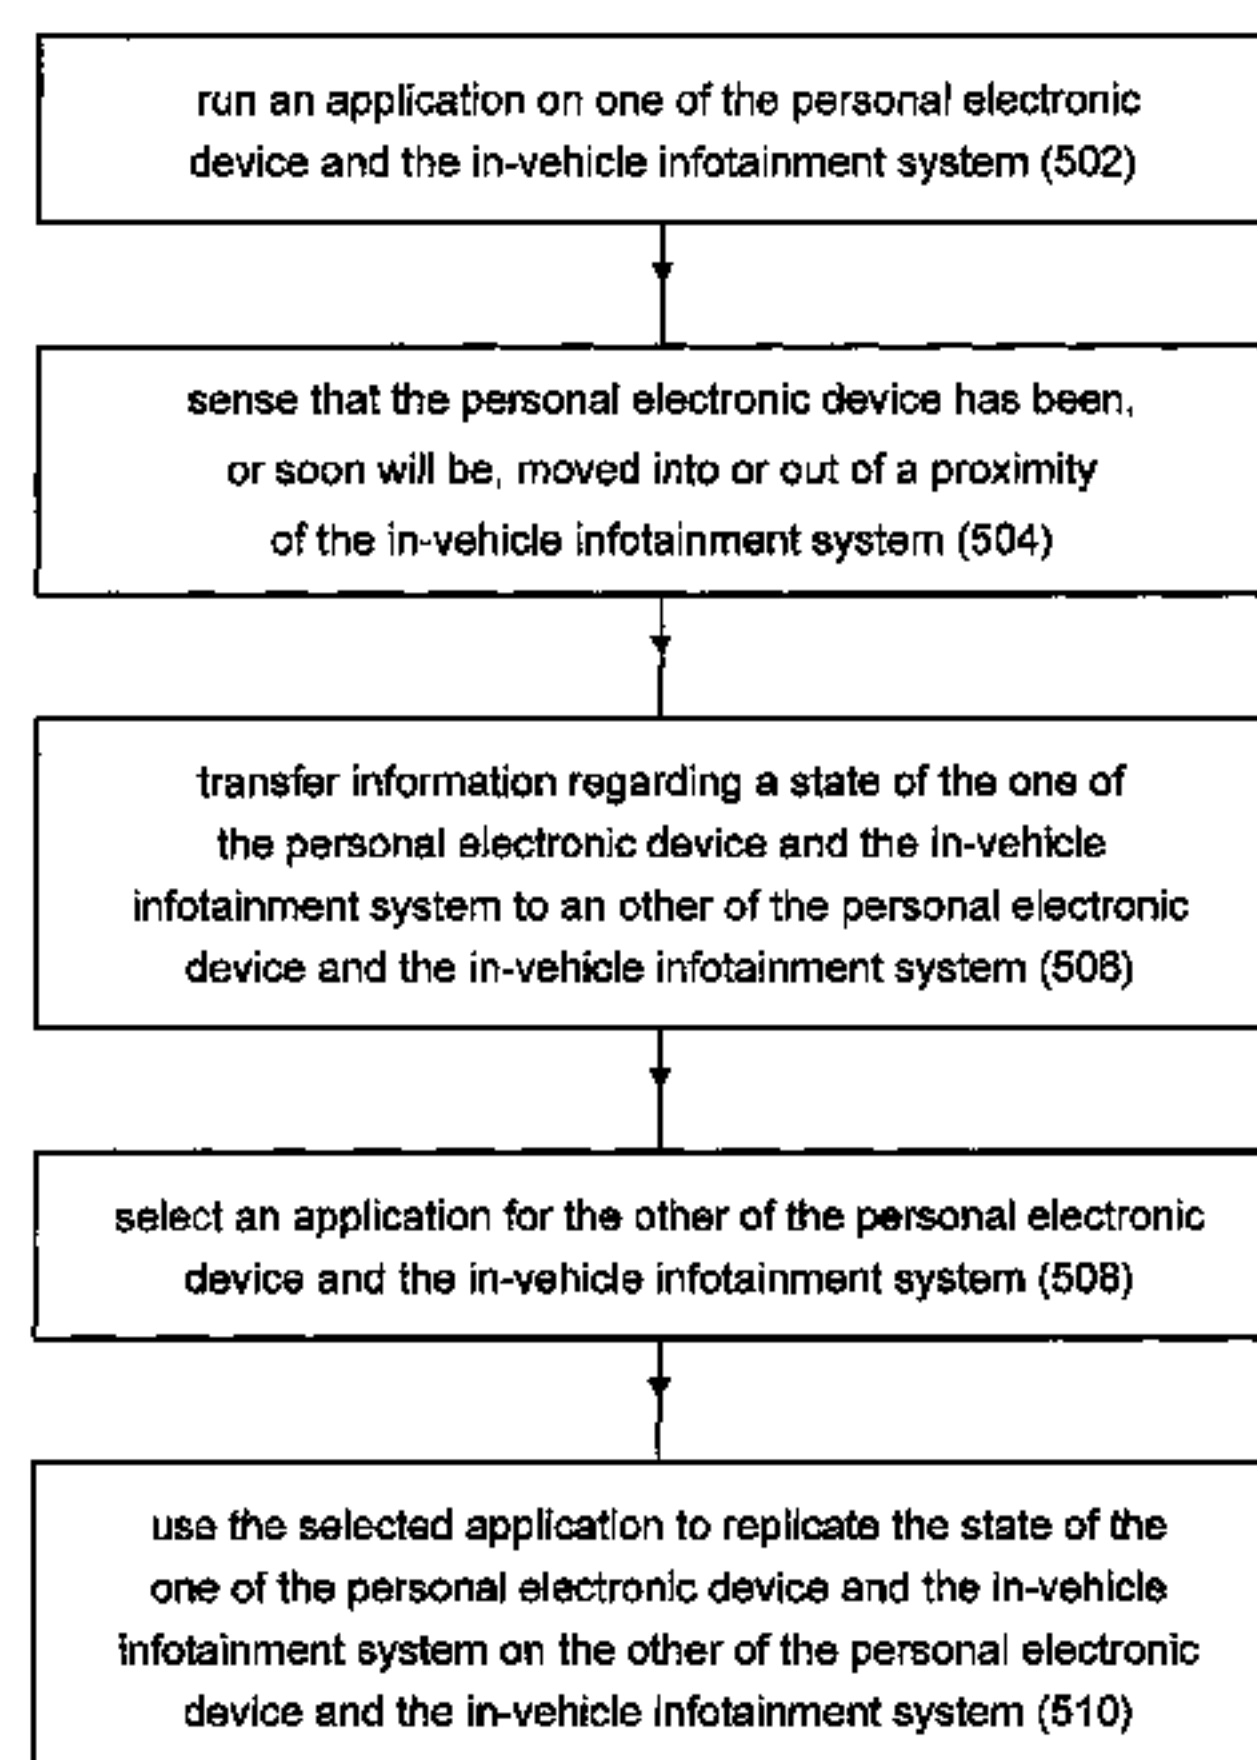 run an application on one of the personal electronic
device and the in-vehicle infotainment system (502)
sense that the personal electronic device has been,
or soon will be, moved into or out of a proximity
of the in-vehicle infotainment system (504)
transfer information regarding a state of the one of
the personal electronic device and the in-vehicle
infotainment system to an other of the personal electronic
device and the in-vehicle infotainment system (506)
select an application for the other of the personal electronic
device and the in-vehicle infotainment system (508)
use the selected application to replicate the state of the
one of the personal electronic device and the in-vehicle
infotainment system on the other of the personal electronic
device and the in-vehicle infotainment system (510)